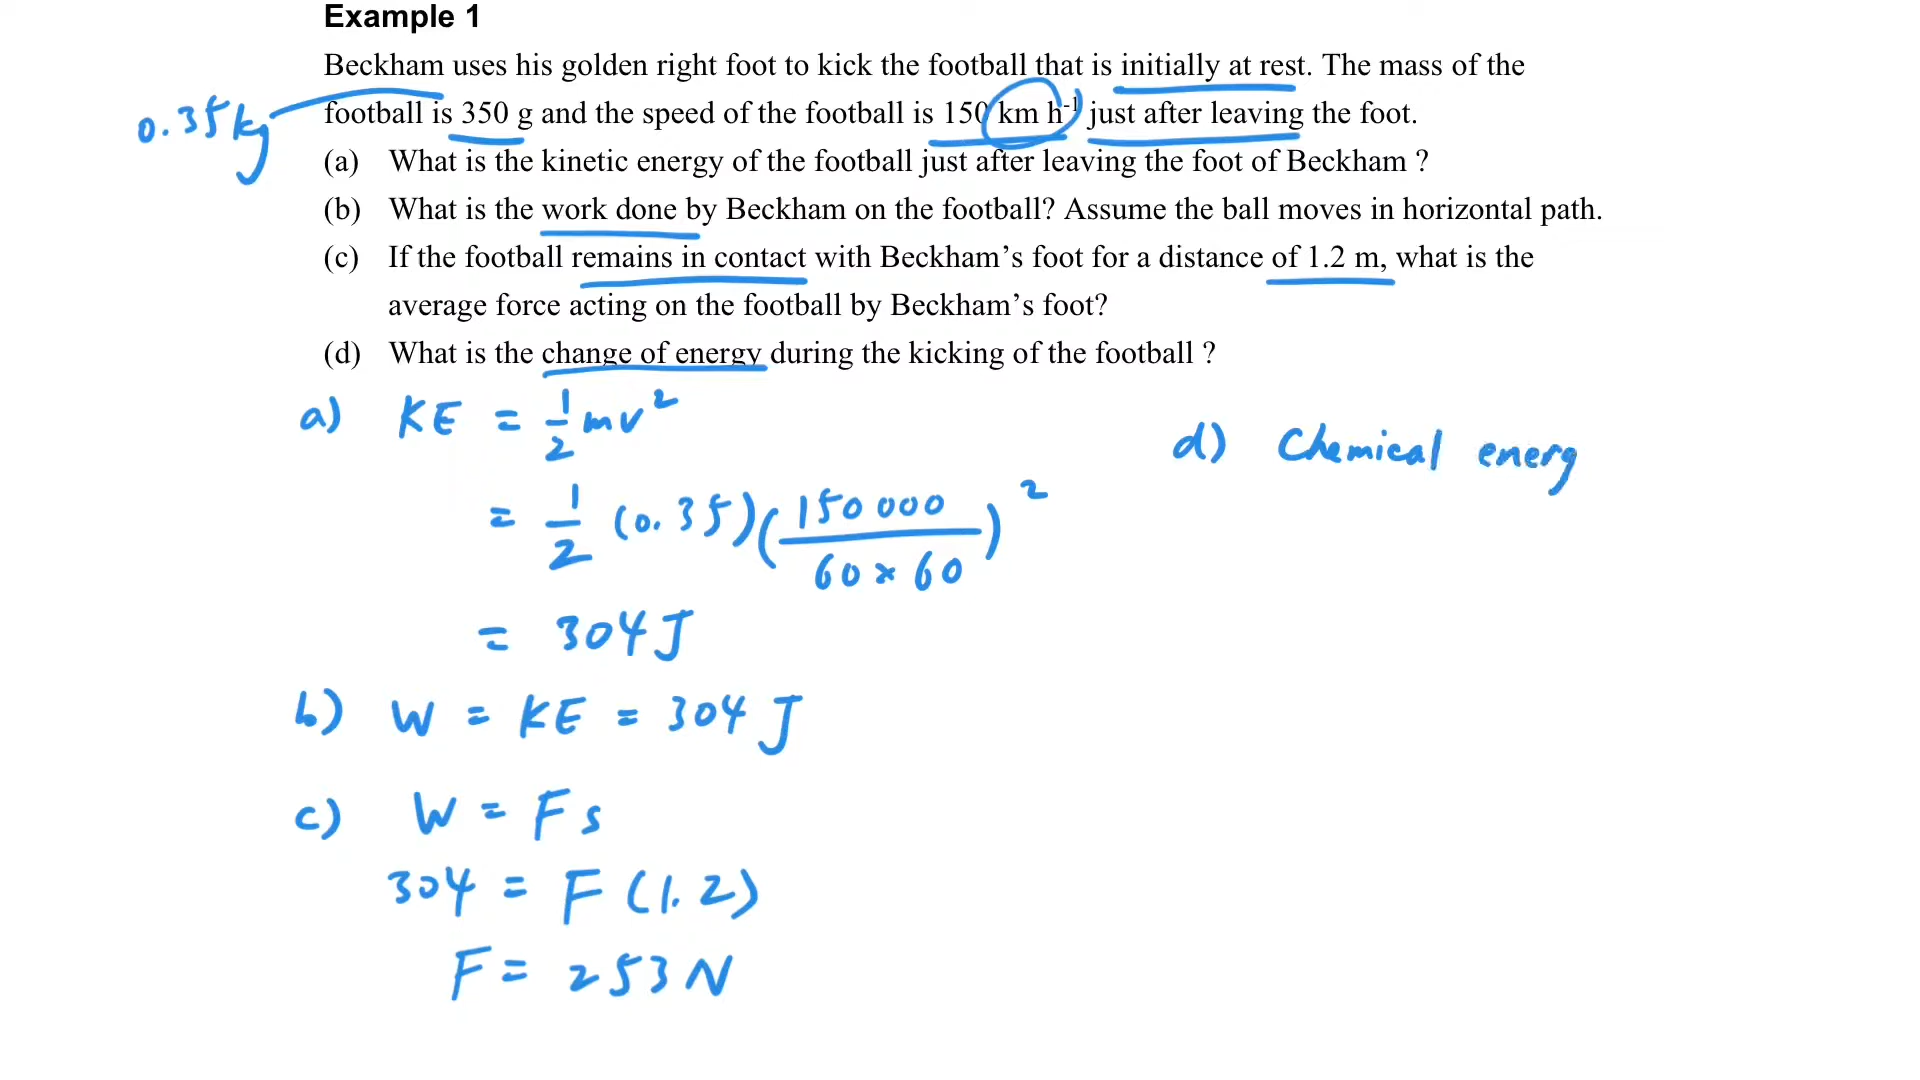 Example 1
Beckham uses his golden right foot to kick the football that is initially at rest. The mass of the
football is 350 g and the speed of the football is 150 km h⁻¹ just after leaving the foot.
0.35kg
(a) What is the kinetic energy of the football just after leaving the foot of Beckham ?
(b) What is the work done by Beckham on the football? Assume the ball moves in horizontal path.
(c) If the football remains in contact with Beckham’s foot for a distance of 1.2 m, what is the
average force acting on the football by Beckham’s foot?
(d) What is the change of energy during the kicking of the football ?
a) KE = 1/2 mv²
= 1/2 (0.35)(150 000 / 60 × 60)²
= 304 J
b) W = KE = 304 J
c) W = Fs
304 = F (1.2)
F = 253 N
d) Chemical energy